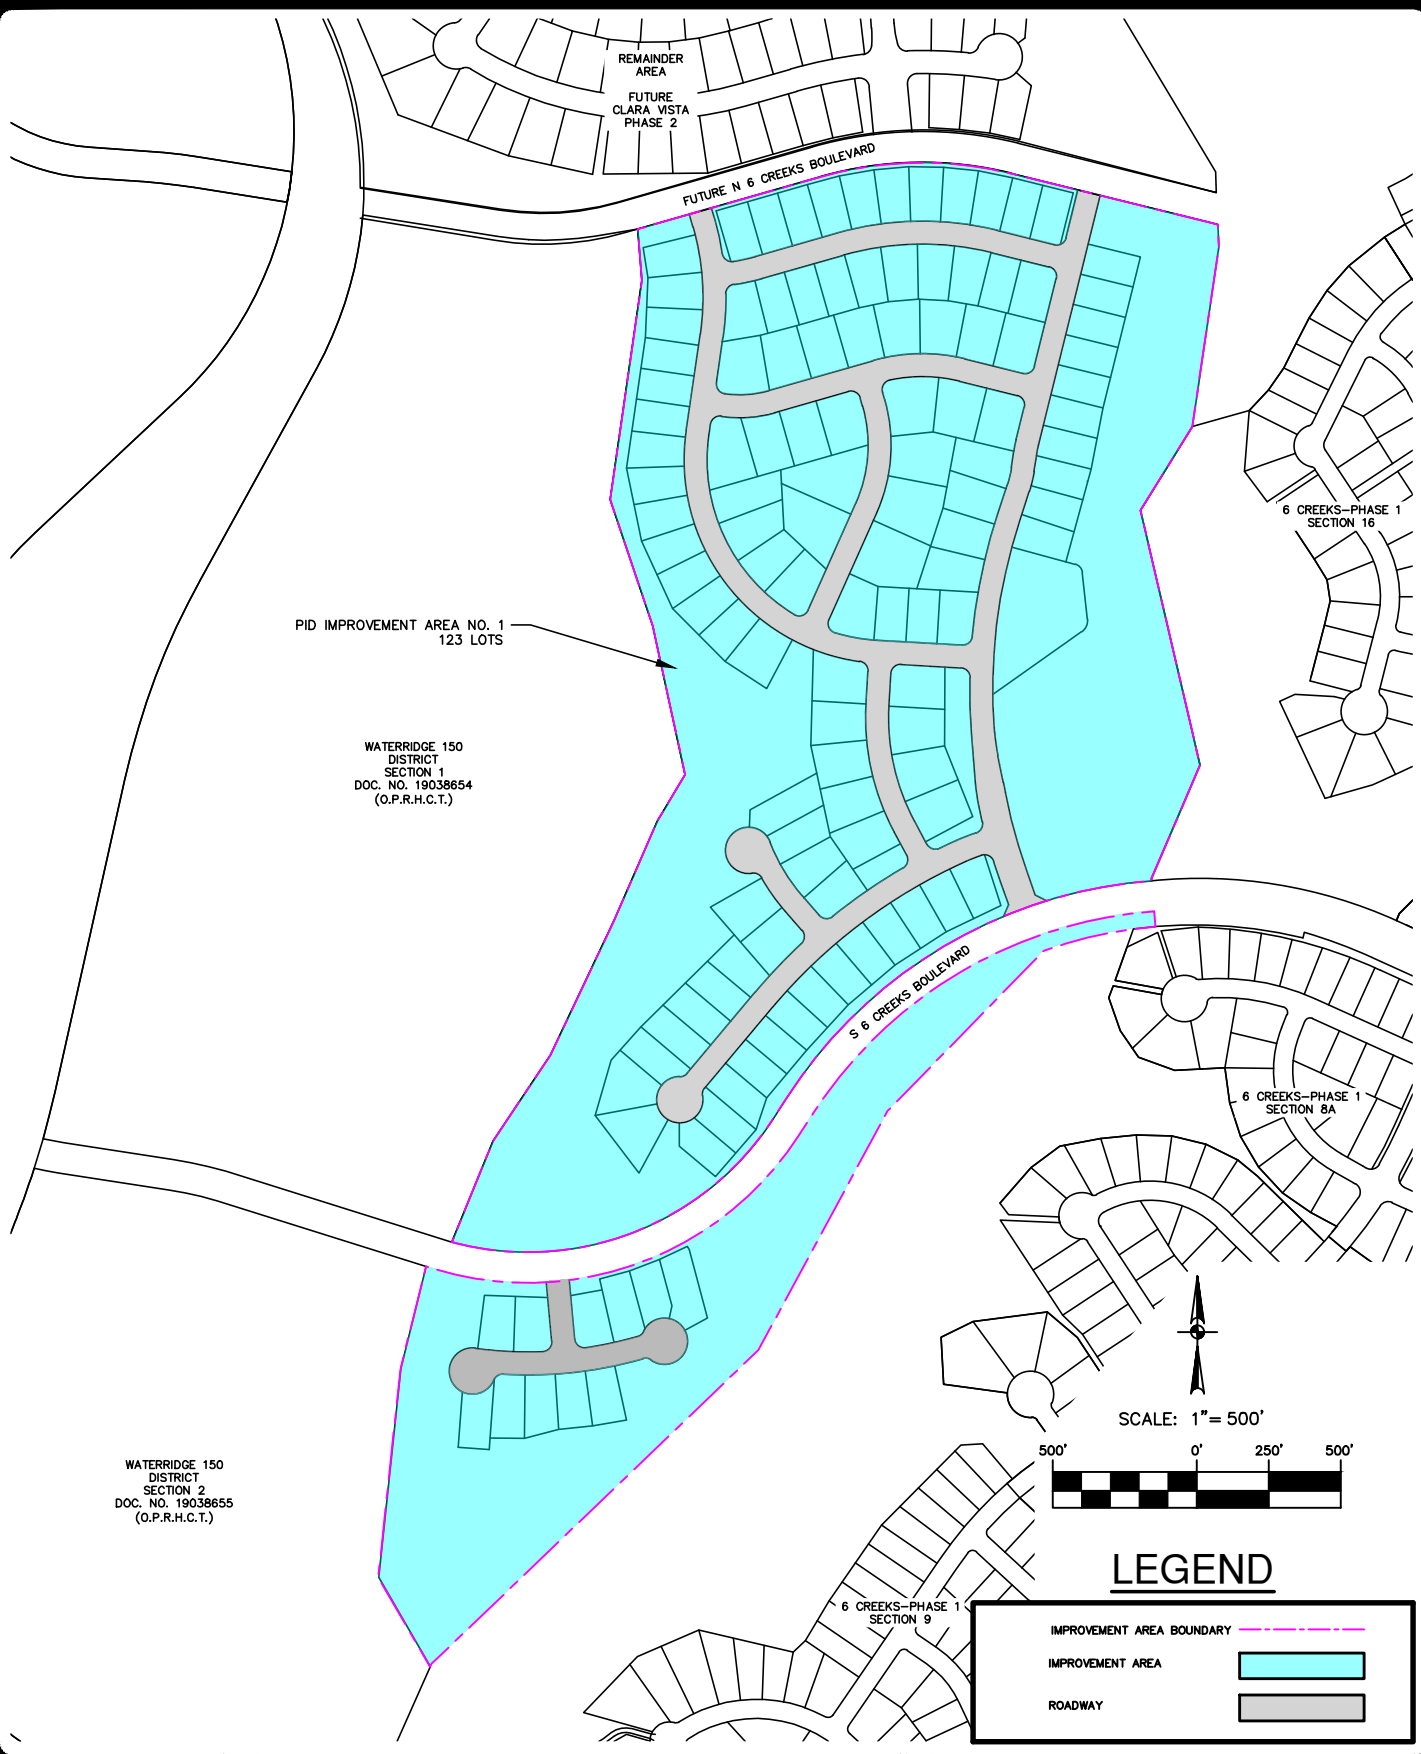 REMAINDER
AREA
FUTURE
CLARA VISTA
PHASE 2
FUTURE N 6 CREEKS BOULEVARD
6 CREEKS-PHASE 1
SECTION 16
PID IMPROVEMENT AREA NO. 1
123 LOTS
WATERRIDGE 150
DISTRICT
SECTION 1
DOC. NO. 19038654
(O.P.R.H.C.T.)
S 6 CREEKS BOULEVARD
6 CREEKS-PHASE 1
SECTION 8A
SCALE: 1"= 500'
500' 0' 250' 500'
WATERRIDGE 150
DISTRICT
SECTION 2
DOC. NO. 19038655
(O.P.R.H.C.T.)
6 CREEKS-PHASE 1
SECTION 9
LEGEND
IMPROVEMENT AREA BOUNDARY
IMPROVEMENT AREA
ROADWAY